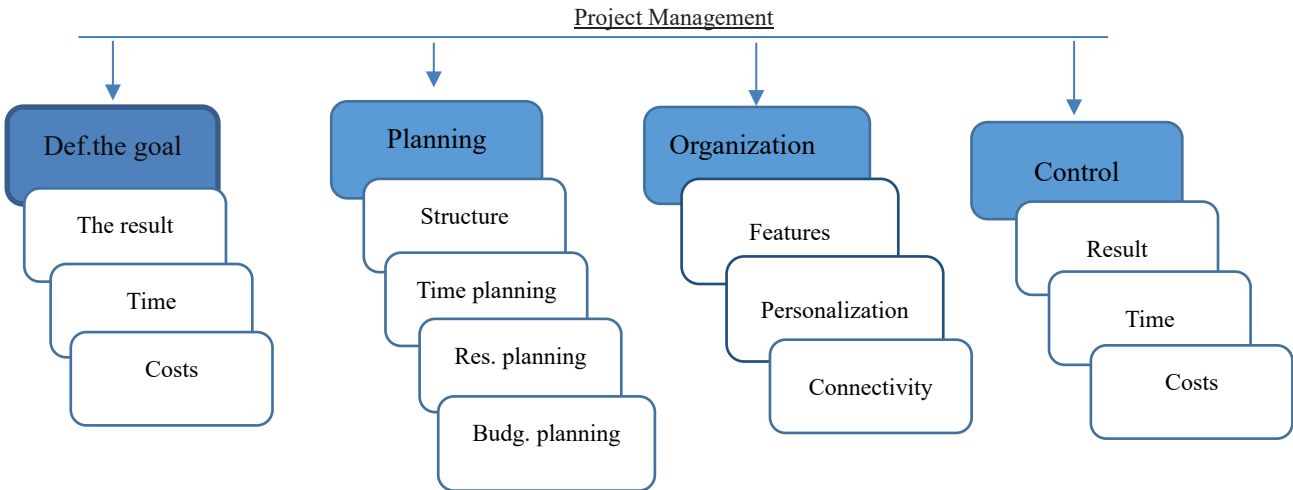 Project Management
Def.the goal
The result
Time
Costs
Planning
Structure
Time planning
Res. planning
Budg. planning
Organization
Features
Personalization
Connectivity
Control
Result
Time
Costs